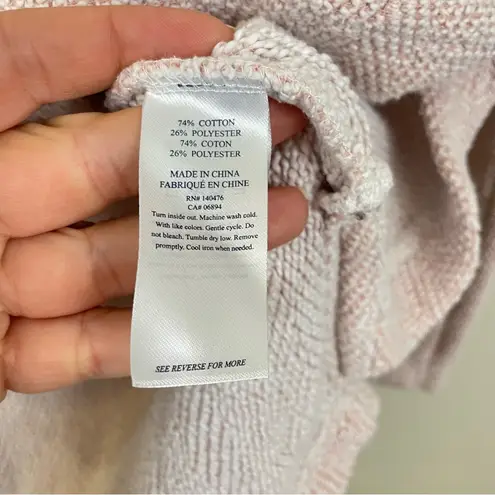 74% COTTON
26% POLYESTER
74% COTON
26% POLYESTER
MADE IN CHINA
FABRIQUÉ EN CHINE
RN# 140476
CA# 06894
Turn inside out. Machine wash cold.
With like colors. Gentle cycle. Do
not bleach. Tumble dry low. Remove
promptly. Cool iron when needed.
SEE REVERSE FOR MORE